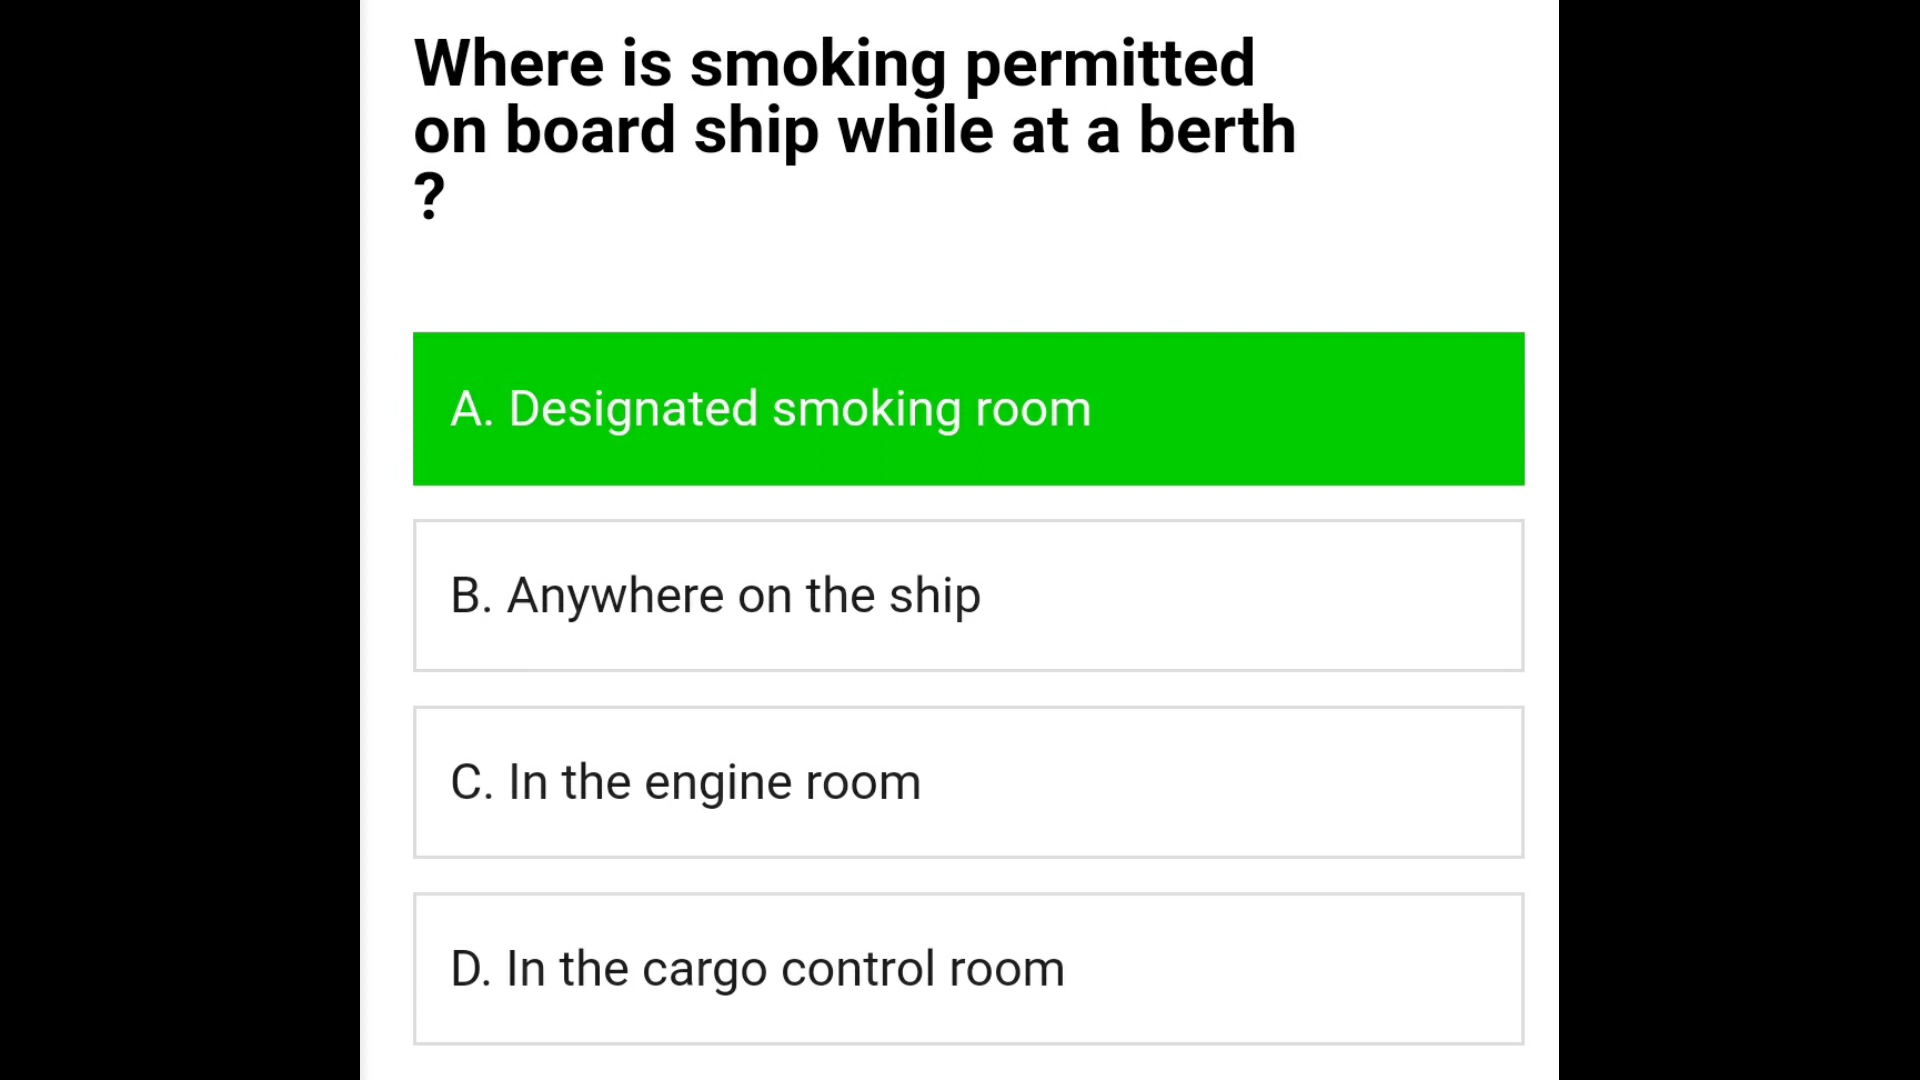 Where is smoking permitted
on board ship while at a berth
?
A. Designated smoking room
B. Anywhere on the ship
C. In the engine room
D. In the cargo control room